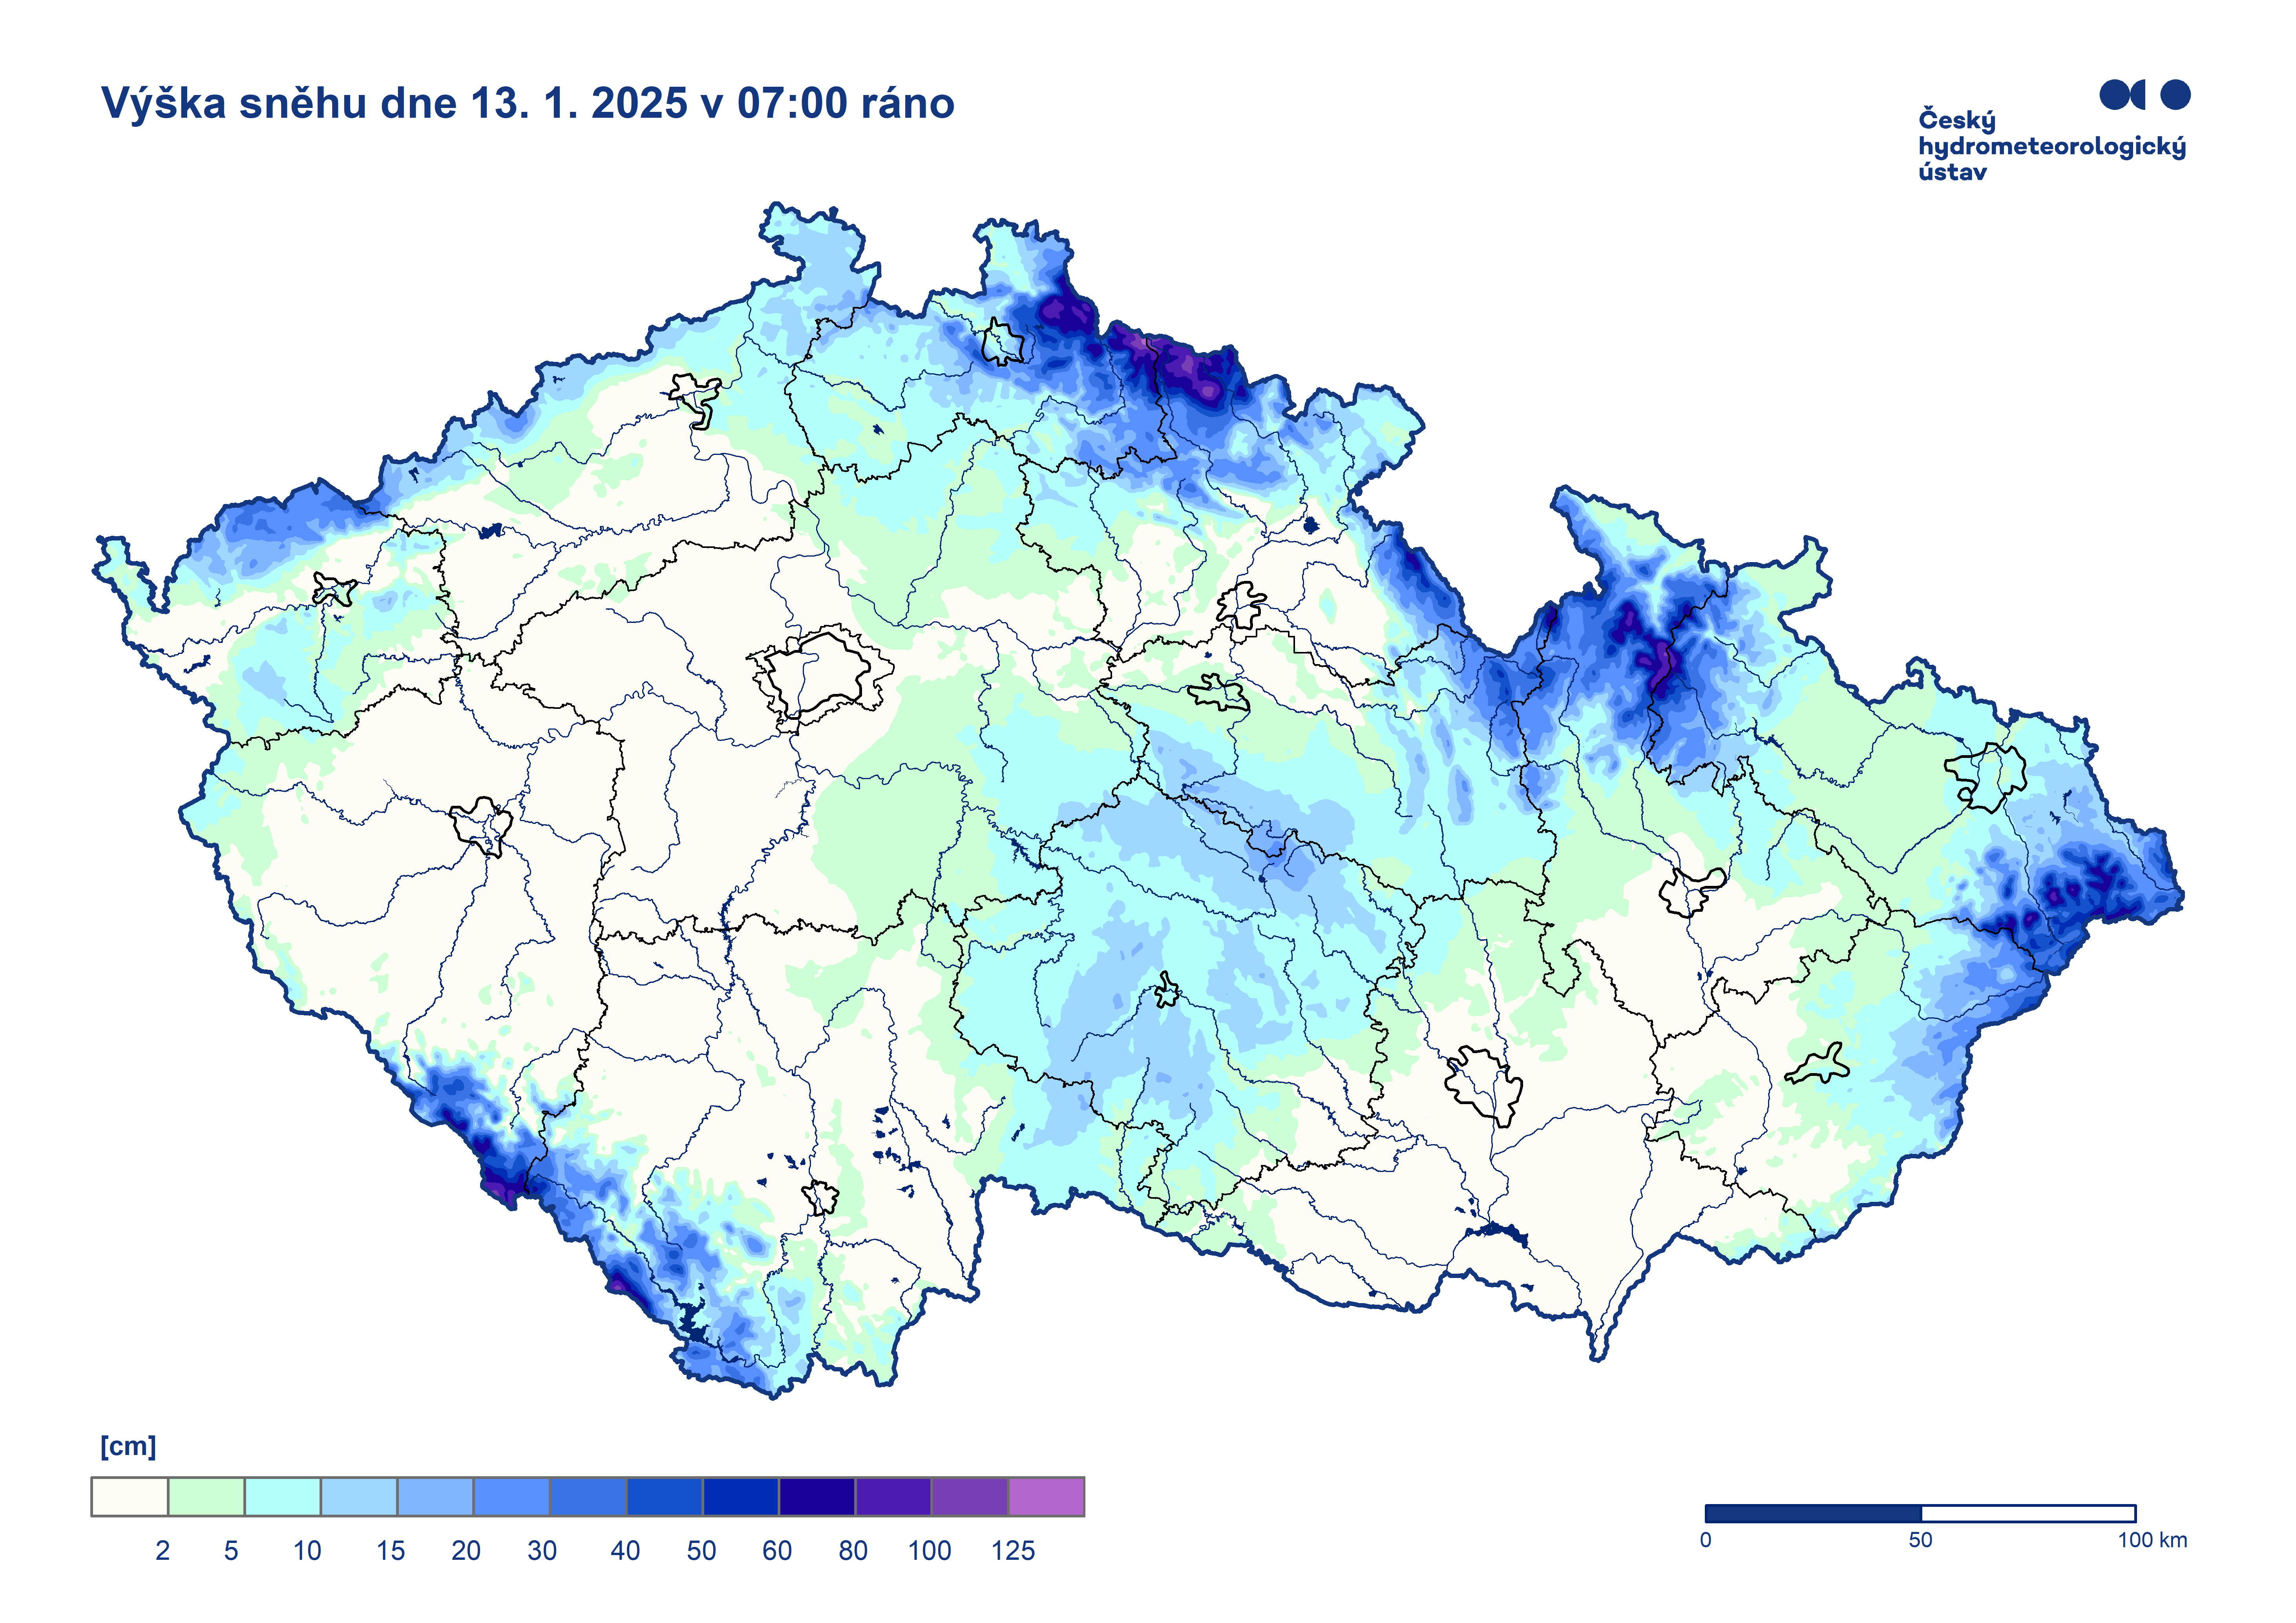 Výška sněhu dne 13. 1. 2025 v 07:00 ráno
Český
hydrometeorologický
ústav
[cm]
2 5 10 15 20 30 40 50 60 80 100 125
0 50 100 km